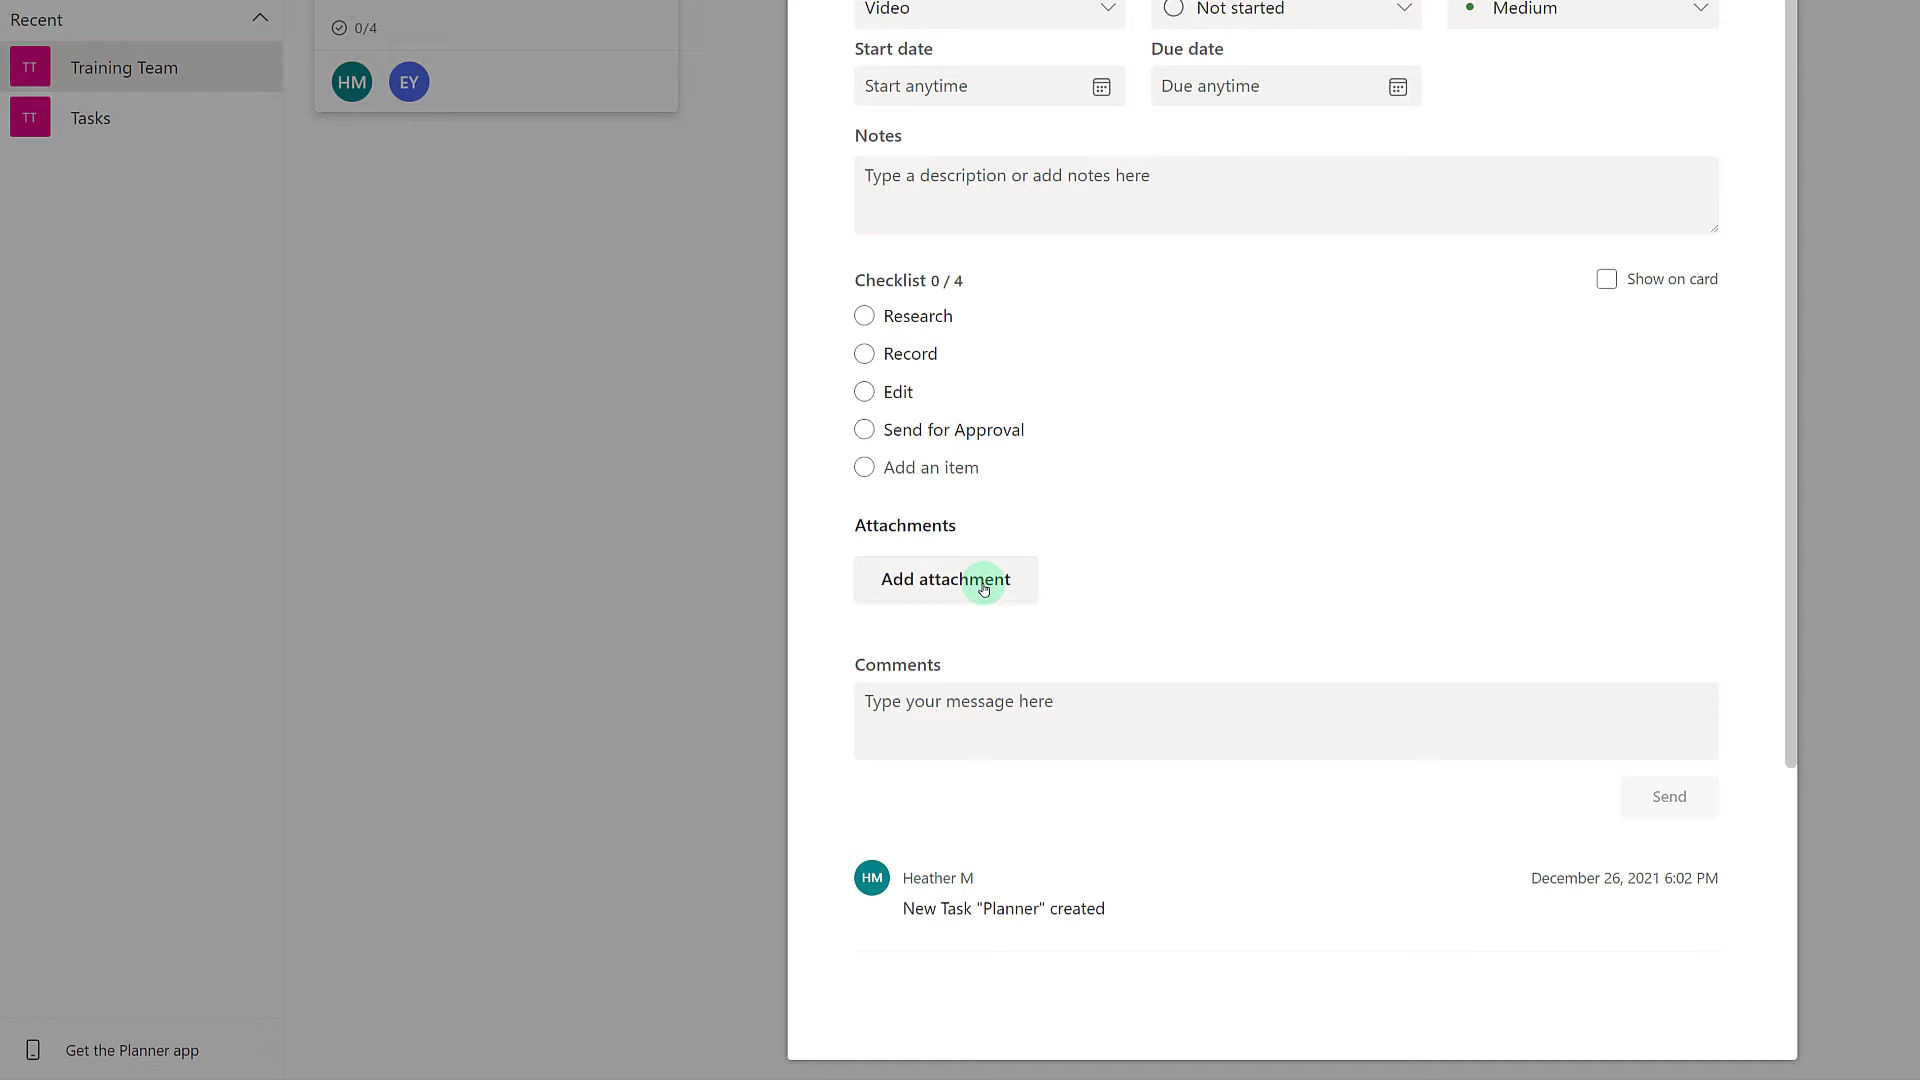 Recent
TT Training Team
TT Tasks
0/4
HM EY
Video Not started Medium
Start date Due date
Start anytime Due anytime
Notes
Type a description or add notes here
Checklist 0 / 4 Show on card
Research
Record
Edit
Send for Approval
Add an item
Attachments
Add attachment
Comments
Type your message here
Send
HM Heather M December 26, 2021 6:02 PM
New Task "Planner" created
Get the Planner app